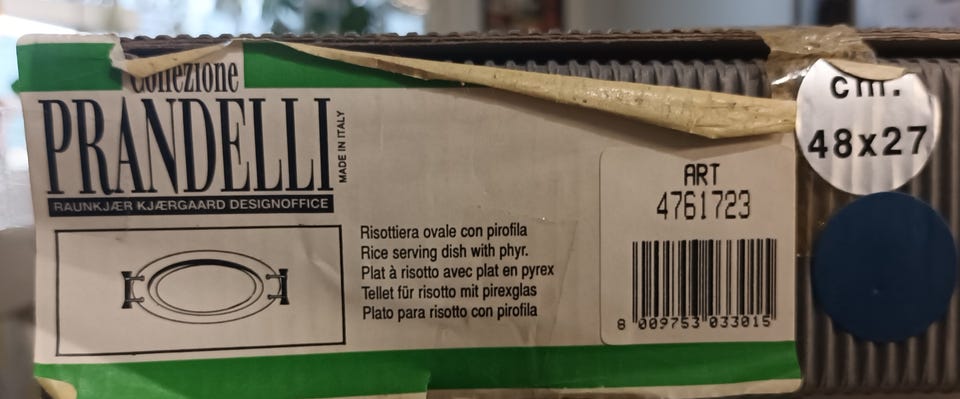 Collezione
PRANDELLI
MADE IN ITALY
RAUNKJÆR KJÆRGAARD DESIGNOFFICE
Risottiera ovale con pirofila
Rice serving dish with phyr.
Plat à risotto avec plat en pyrex
Tellet für risotto mit pirexglas
Plato para risotto con pirofila
ART
4761723
8 009753 033015
cm.
48x27